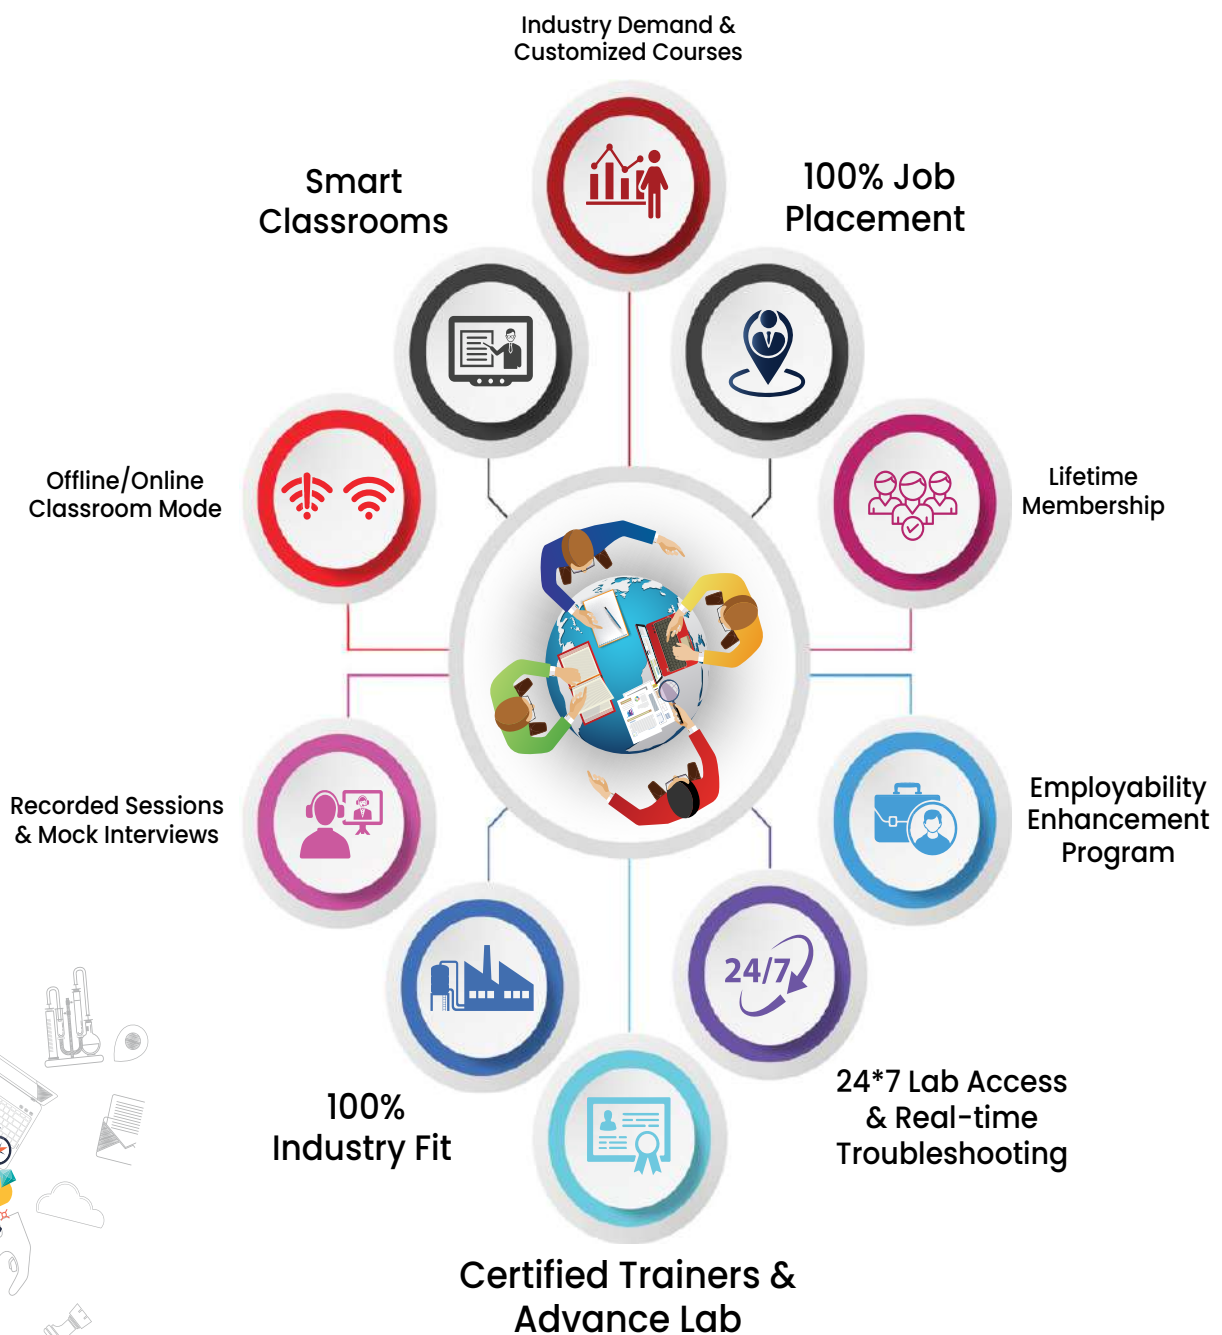 Industry Demand &
Customized Courses
Smart
Classrooms
100% Job
Placement
Offline/Online
Classroom Mode
Lifetime
Membership
Recorded Sessions
& Mock Interviews
Employability
Enhancement
Program
24/7
100%
Industry Fit
24*7 Lab Access
& Real-time
Troubleshooting
Certified Trainers &
Advance Lab